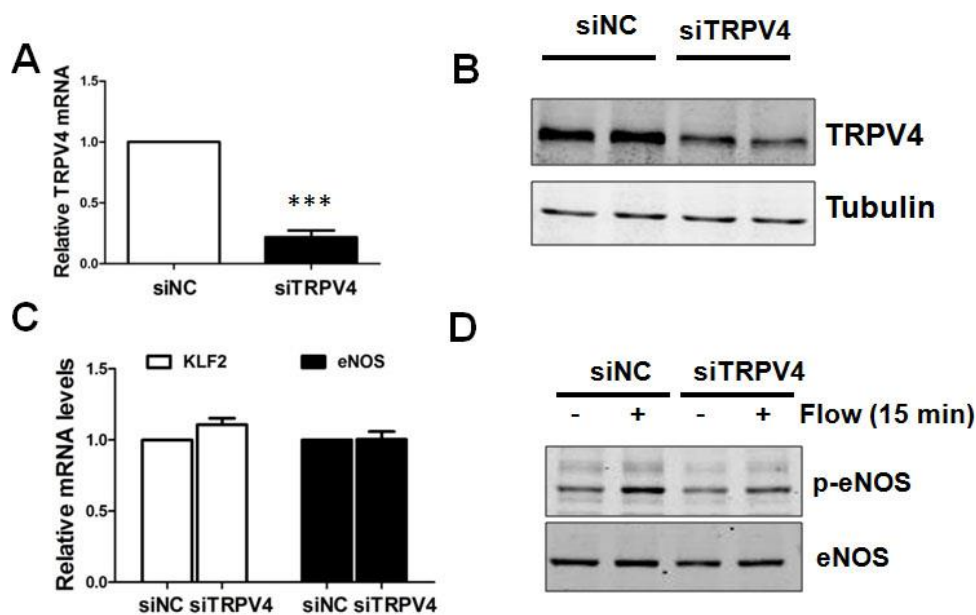 A
Relative TRPV4 mRNA
1.5
1.0
0.5
0.0
***
siNC siTRPV4
B
siNC siTRPV4
TRPV4
Tubulin
C
Relative mRNA levels
KLF2 eNOS
1.5
1.0
0.5
0.0
siNC siTRPV4 siNC siTRPV4
D
siNC siTRPV4
- + - + Flow (15 min)
p-eNOS
eNOS